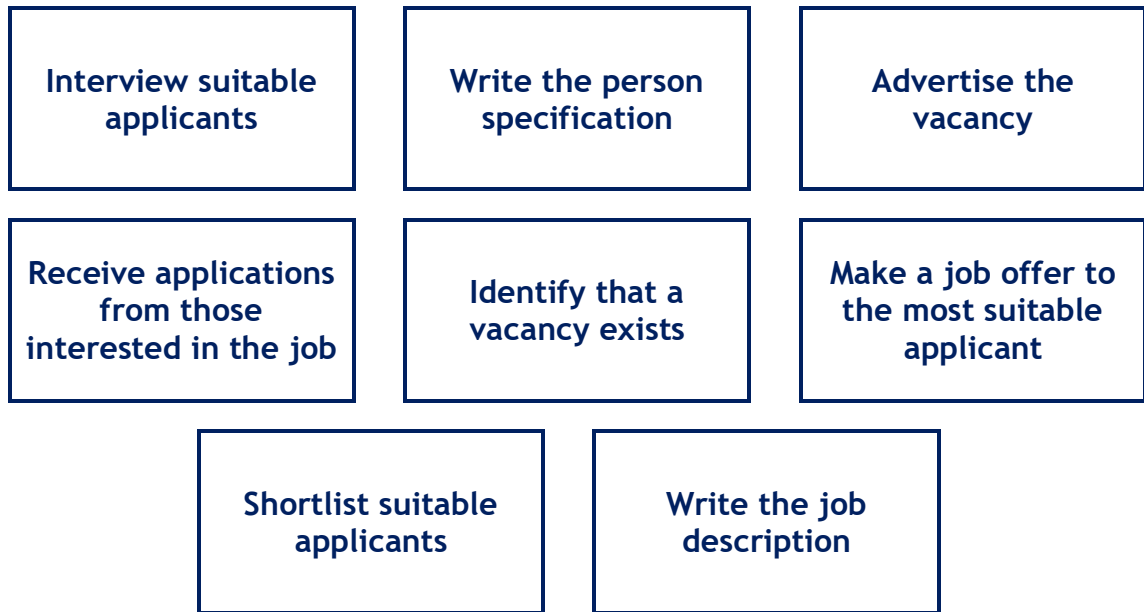 Interview suitable
applicants
Write the person
specification
Advertise the
vacancy
Receive applications
from those
interested in the job
Identify that a
vacancy exists
Make a job offer to
the most suitable
applicant
Shortlist suitable
applicants
Write the job
description